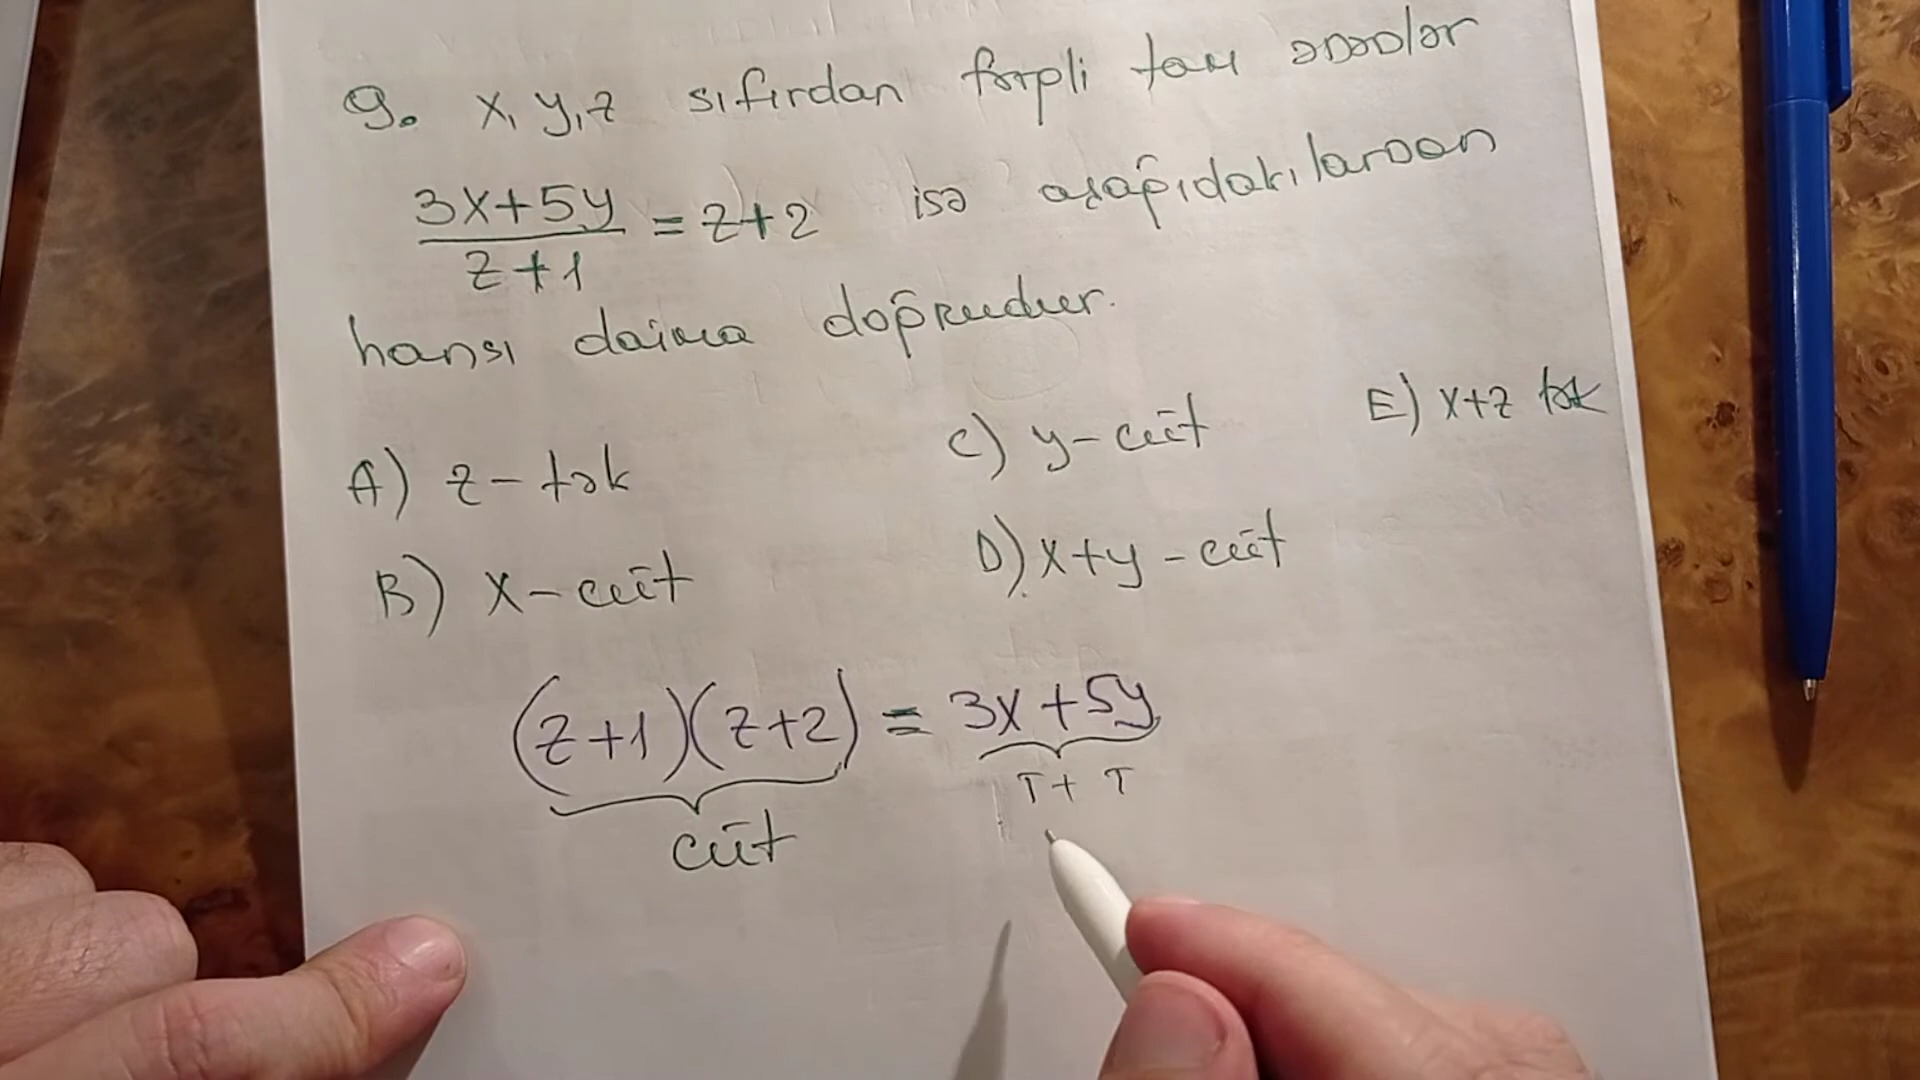 9. x, y, z sıfırdan fərqli tam ədədlər
3x+5y
z+1
= z+2 isə aşağıdakılardan
hansı daima doğrudur.
A) z - tək
B) x - cüt
C) y - cüt
D) x+y - cüt
E) x+z tək
(z+1)(z+2) = 3x+5y
cüt
T + T